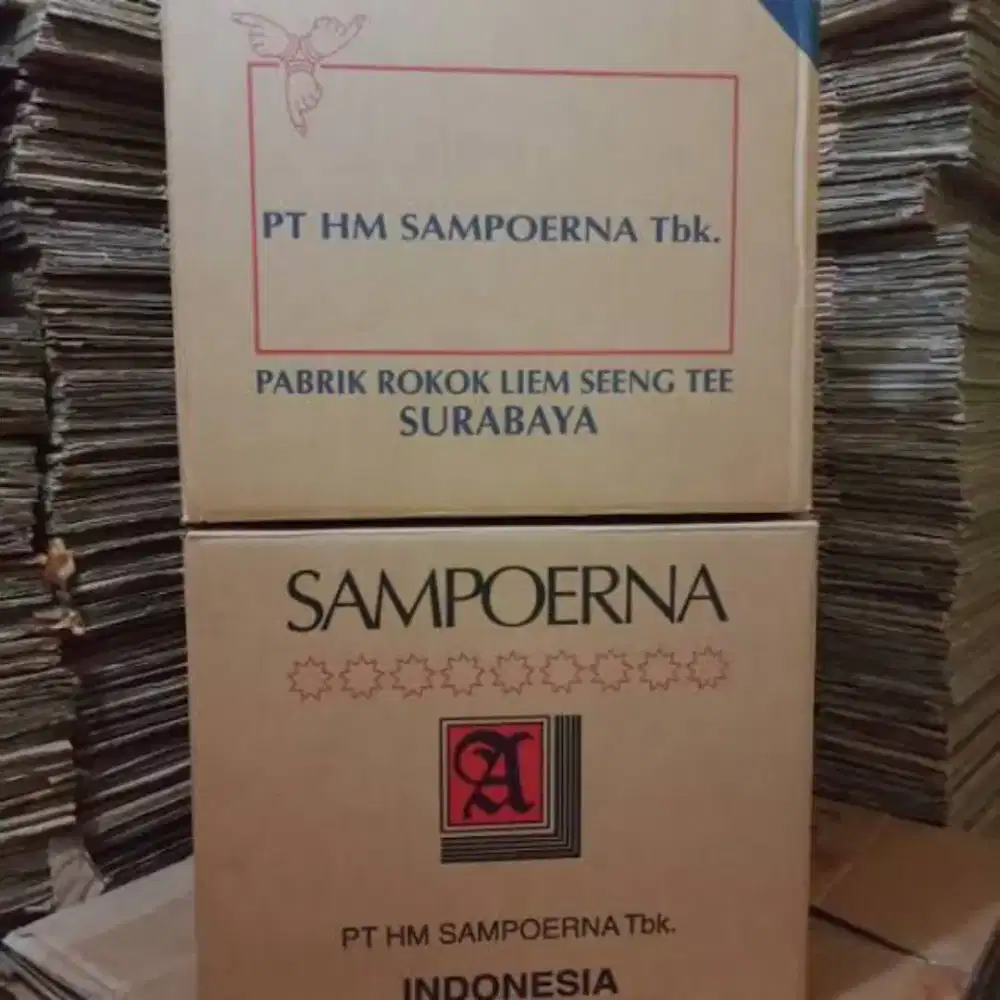 PT HM SAMPOERNA Tbk.
PABRIK ROKOK LIEM SEENG TEE
SURABAYA
SAMPOERNA
A
PT HM SAMPOERNA Tbk.
INDONESIA